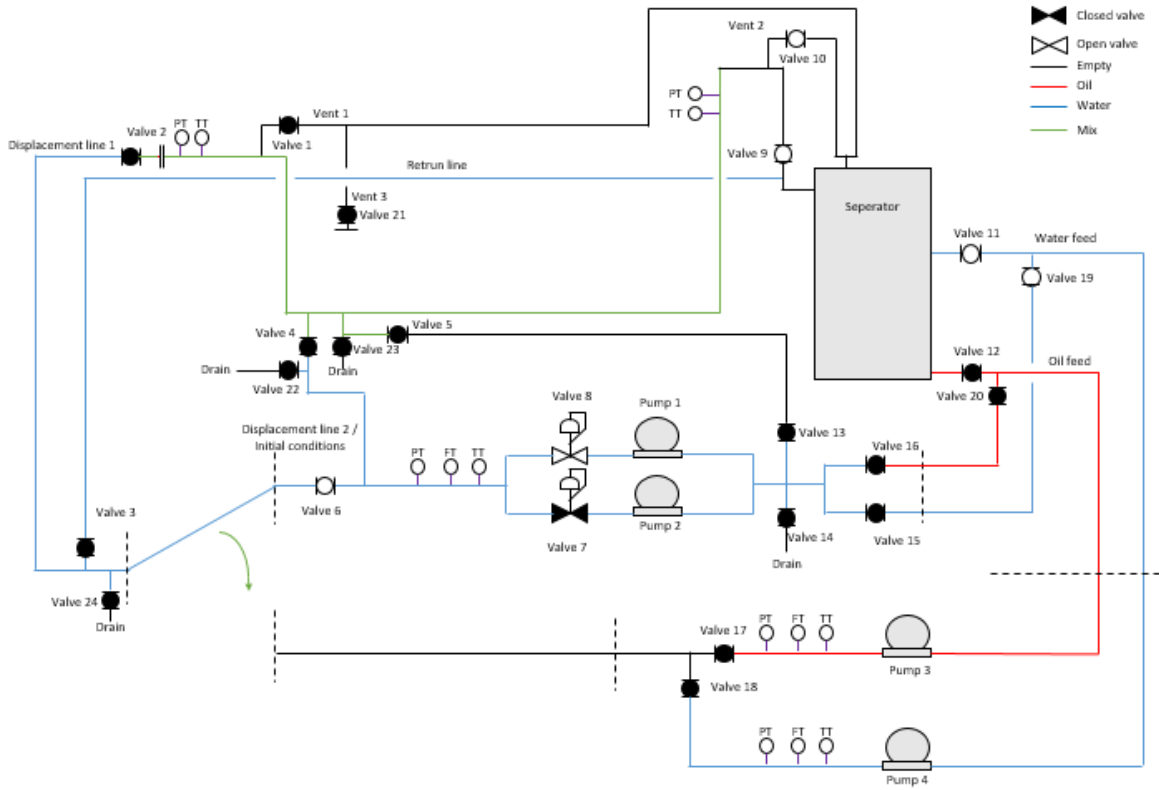 Closed valve
Vent 2
Open valve
Valve 10
Empty
Oil
PT
Water
Vent 1
TT
Mix
PT TT
Valve 2
Displacement line 1
Valve 1
Valve 9
Retrun line
Vent 3
Valve 21
Seperator
Valve 11
Water feed
Valve 19
Valve 4
Valve 5
Valve 23
Drain
Drain
Valve 22
Valve 12
Oil feed
Valve 20
Valve 8
Pump 1
Displacement line 2 /
Initial conditions
Valve 13
Valve 16
PT FT TT
Valve 6
Valve 3
Pump 2
Valve 7
Valve 14
Valve 15
Drain
Valve 24
Drain
Valve 17
PT FT TT
Pump 3
Valve 18
PT FT TT
Pump 4